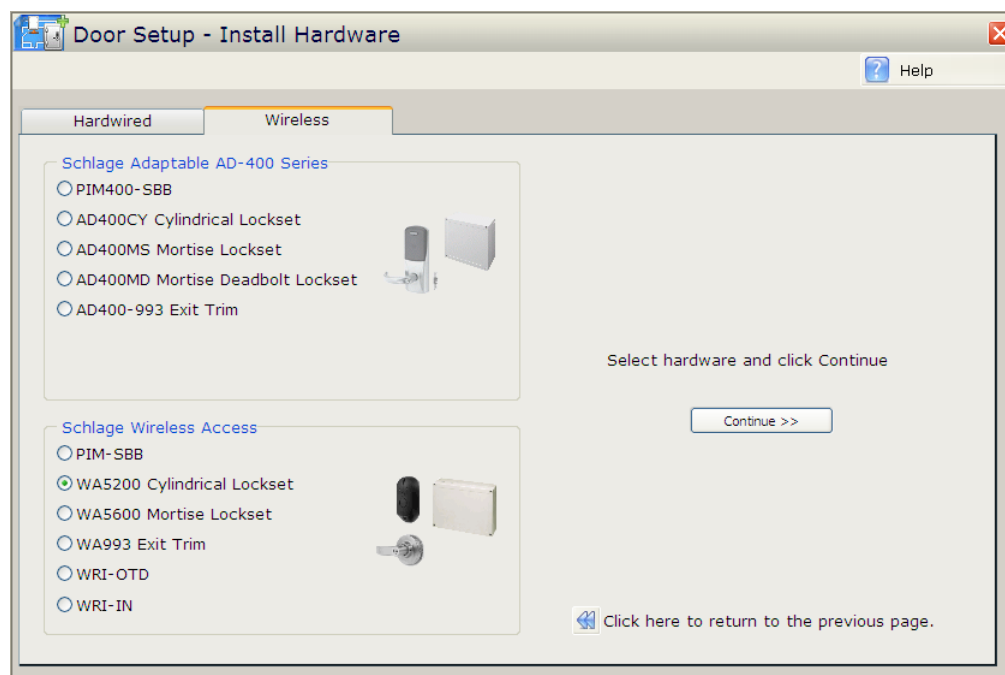 Door Setup - Install Hardware
Help
Hardwired
Wireless
Schlage Adaptable AD-400 Series
PIM400-SBB
AD400CY Cylindrical Lockset
AD400MS Mortise Lockset
AD400MD Mortise Deadbolt Lockset
AD400-993 Exit Trim
Select hardware and click Continue
Continue >>
Schlage Wireless Access
PIM-SBB
WA5200 Cylindrical Lockset
WA5600 Mortise Lockset
WA993 Exit Trim
WRI-OTD
WRI-IN
Click here to return to the previous page.